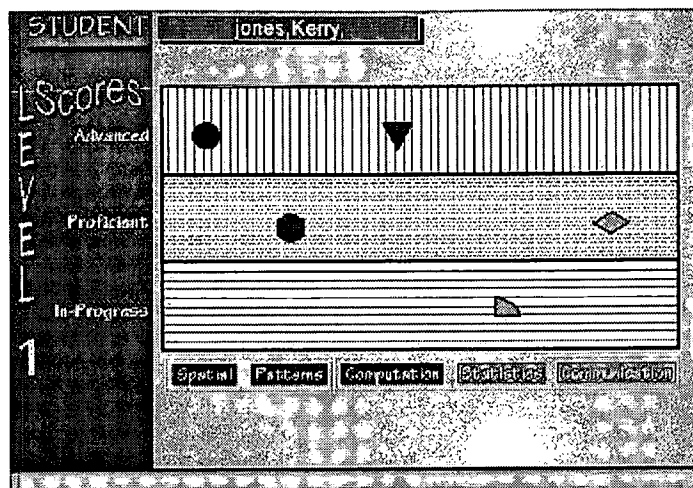 STUDENT
jones,Kerry
Scores
Advanced
Proficient
In-Progress
LEVEL
1
Spatial
Patterns
Computation
Statistics
Communication